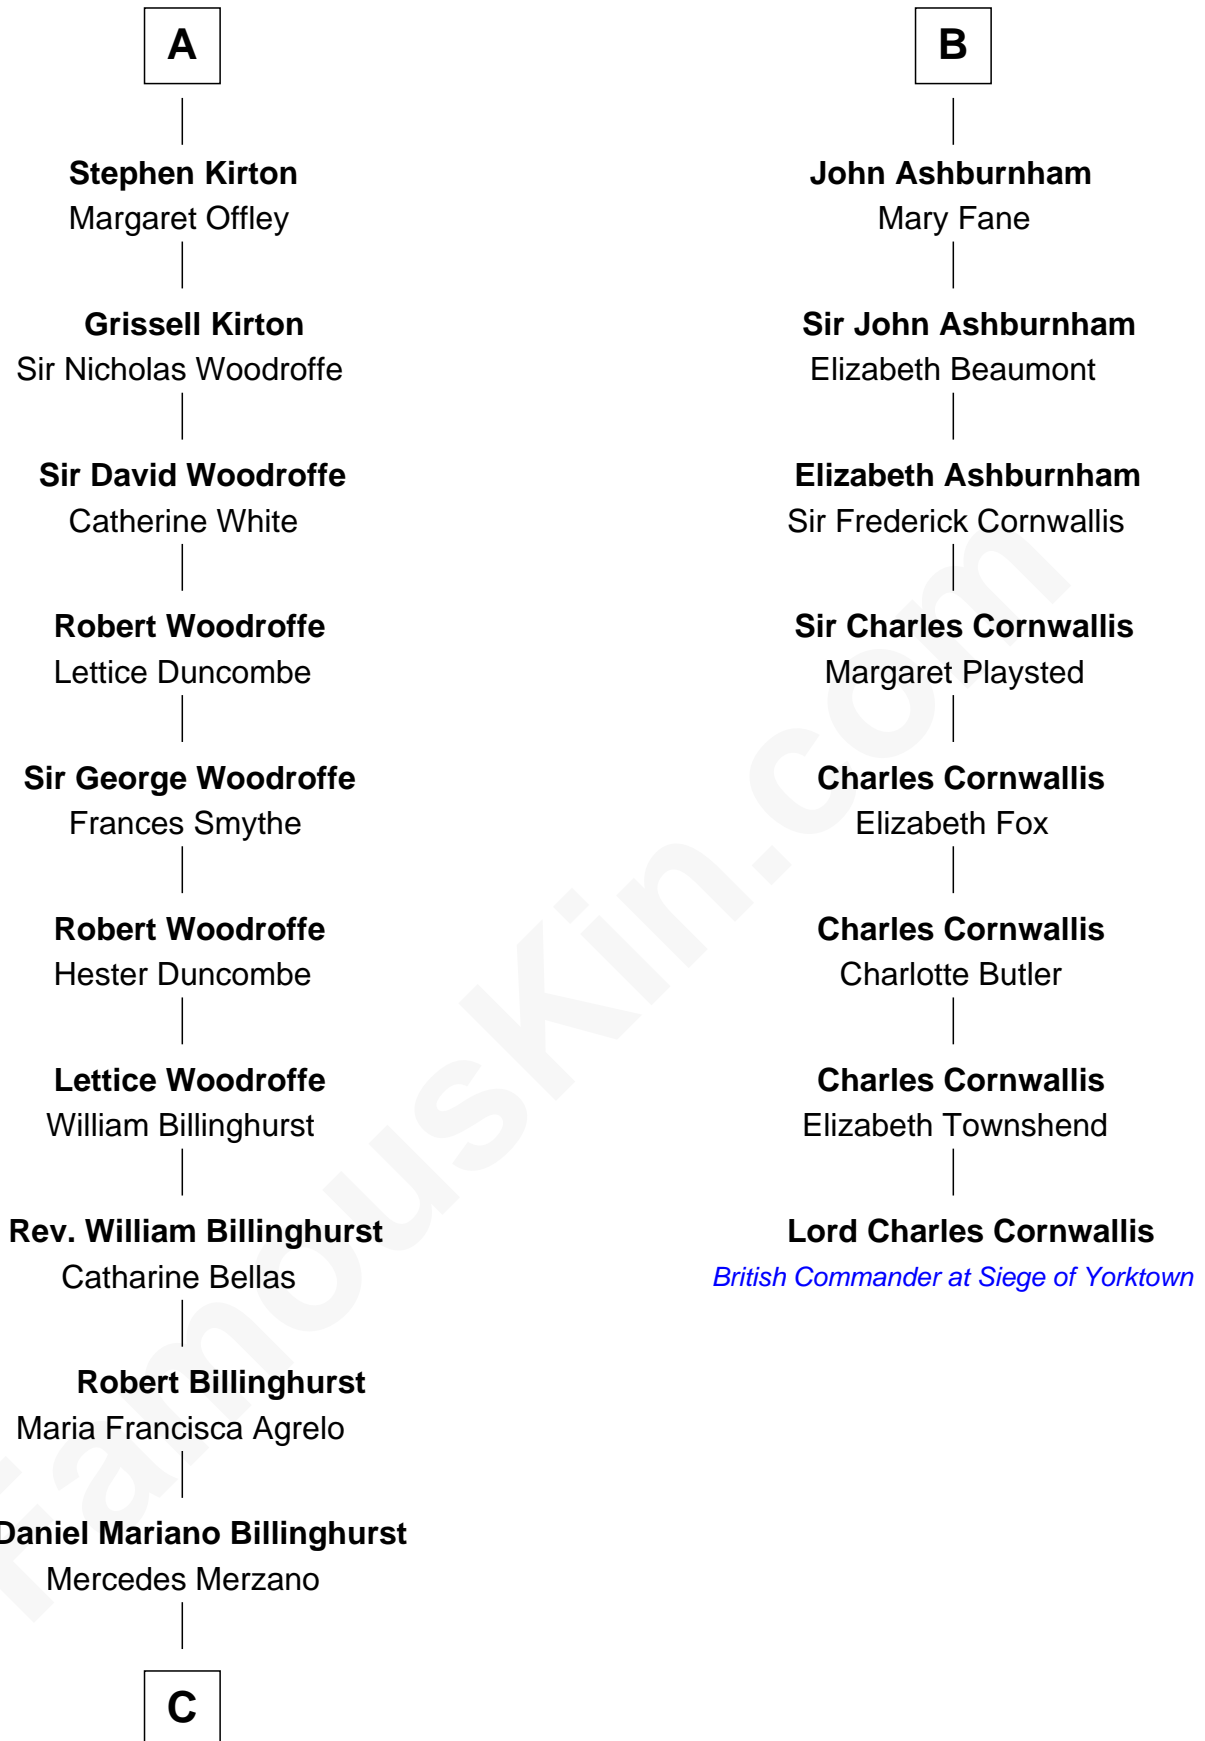 A
Stephen Kirton
Margaret Offley
Grissell Kirton
Sir Nicholas Woodroffe
Sir David Woodroffe
Catherine White
Robert Woodroffe
Lettice Duncombe
Sir George Woodroffe
Frances Smythe
Robert Woodroffe
Hester Duncombe
Lettice Woodroffe
William Billinghurst
Rev. William Billinghurst
Catharine Bellas
Robert Billinghurst
Maria Francisca Agrelo
Daniel Mariano Billinghurst
Mercedes Merzano
C
B
John Ashburnham
Mary Fane
Sir John Ashburnham
Elizabeth Beaumont
Elizabeth Ashburnham
Sir Frederick Cornwallis
Sir Charles Cornwallis
Margaret Playsted
Charles Cornwallis
Elizabeth Fox
Charles Cornwallis
Charlotte Butler
Charles Cornwallis
Elizabeth Townshend
Lord Charles Cornwallis
British Commander at Siege of Yorktown
FamousKin.com